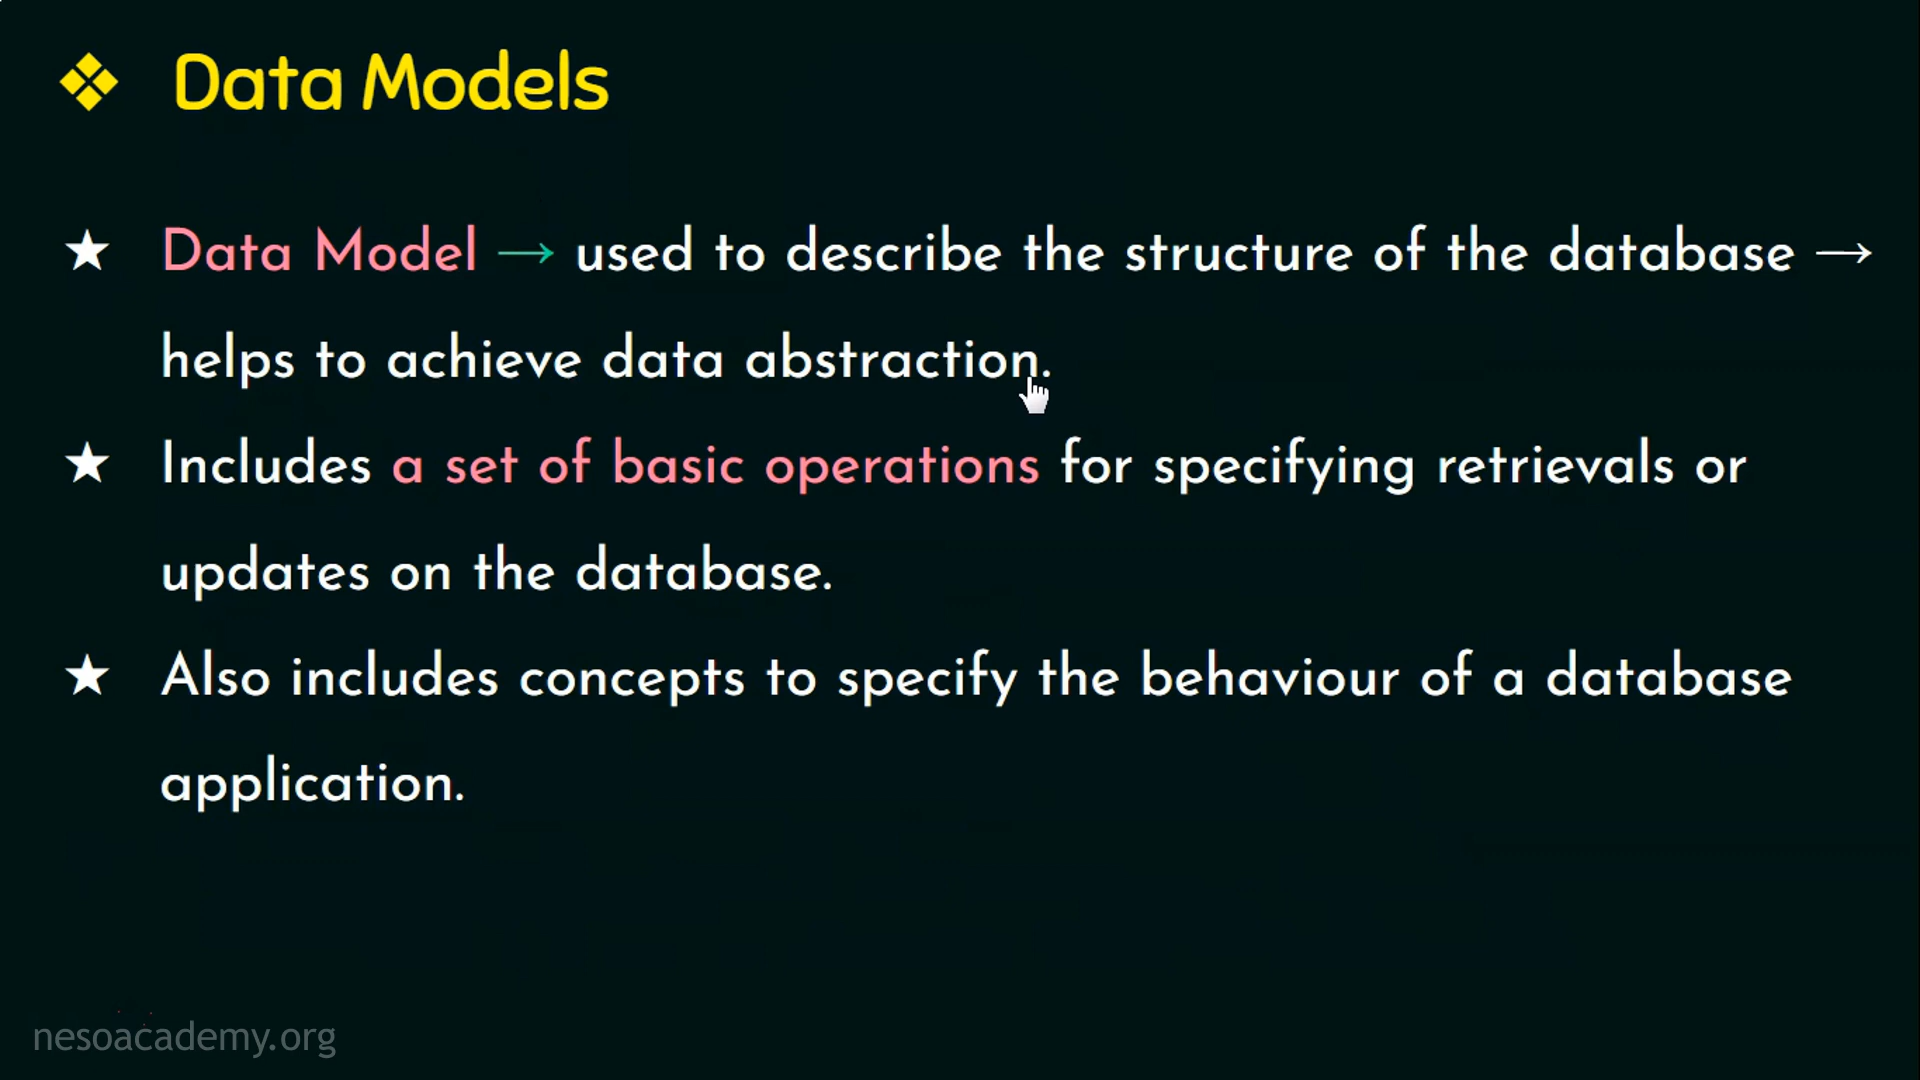 ❖ Data Models
★ Data Model → used to describe the structure of the database →
helps to achieve data abstraction.
★ Includes a set of basic operations for specifying retrievals or
updates on the database.
★ Also includes concepts to specify the behaviour of a database
application.
nesoacademy.org